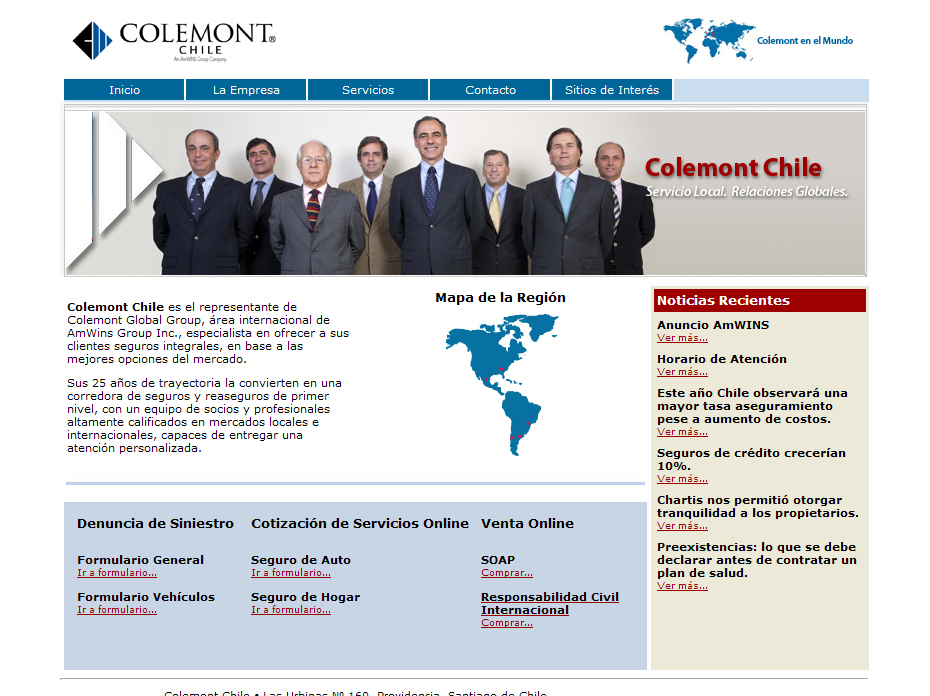 COLEMONT®
CHILE
An AmWINS Group Company
Colemont en el Mundo
Inicio
La Empresa
Servicios
Contacto
Sitios de Interés
Colemont Chile
Servicio Local. Relaciones Globales.
Colemont Chile es el representante de
Colemont Global Group, área internacional de
AmWins Group Inc., especialista en ofrecer a sus
clientes seguros integrales, en base a las
mejores opciones del mercado.
Sus 25 años de trayectoria la convierten en una
corredora de seguros y reaseguros de primer
nivel, con un equipo de socios y profesionales
altamente calificados en mercados locales e
internacionales, capaces de entregar una
atención personalizada.
Mapa de la Región
Noticias Recientes
Anuncio AmWINS
Ver más...
Horario de Atención
Ver más...
Este año Chile observará una
mayor tasa aseguramiento
pese a aumento de costos.
Ver más...
Seguros de crédito crecerían
10%.
Ver más...
Chartis nos permitió otorgar
tranquilidad a los propietarios.
Ver más...
Preexistencias: lo que se debe
declarar antes de contratar un
plan de salud.
Ver más...
Denuncia de Siniestro
Formulario General
Ir a formulario...
Formulario Vehículos
Ir a formulario...
Cotización de Servicios Online
Seguro de Auto
Ir a formulario...
Seguro de Hogar
Ir a formulario...
Venta Online
SOAP
Comprar...
Responsabilidad Civil
Internacional
Comprar...
Colemont Chile • Las Urbinas Nº 160, Providencia, Santiago de Chile